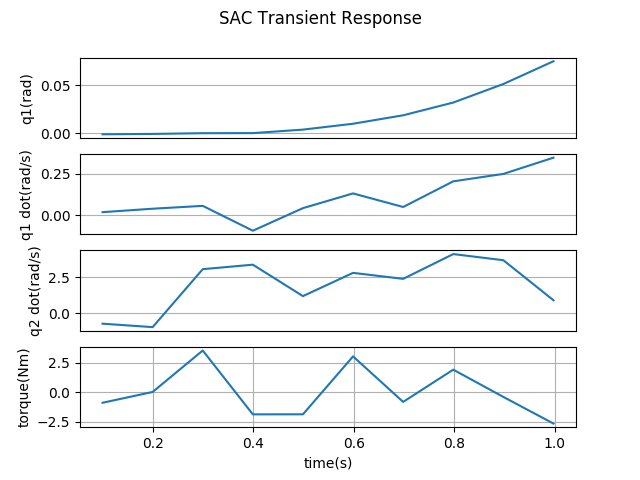 SAC Transient Response
q1(rad)
0.05
0.00
q1 dot(rad/s)
0.25
0.00
q2 dot(rad/s)
2.5
0.0
torque(Nm)
2.5
0.0
−2.5
0.2 0.4 0.6 0.8 1.0
time(s)